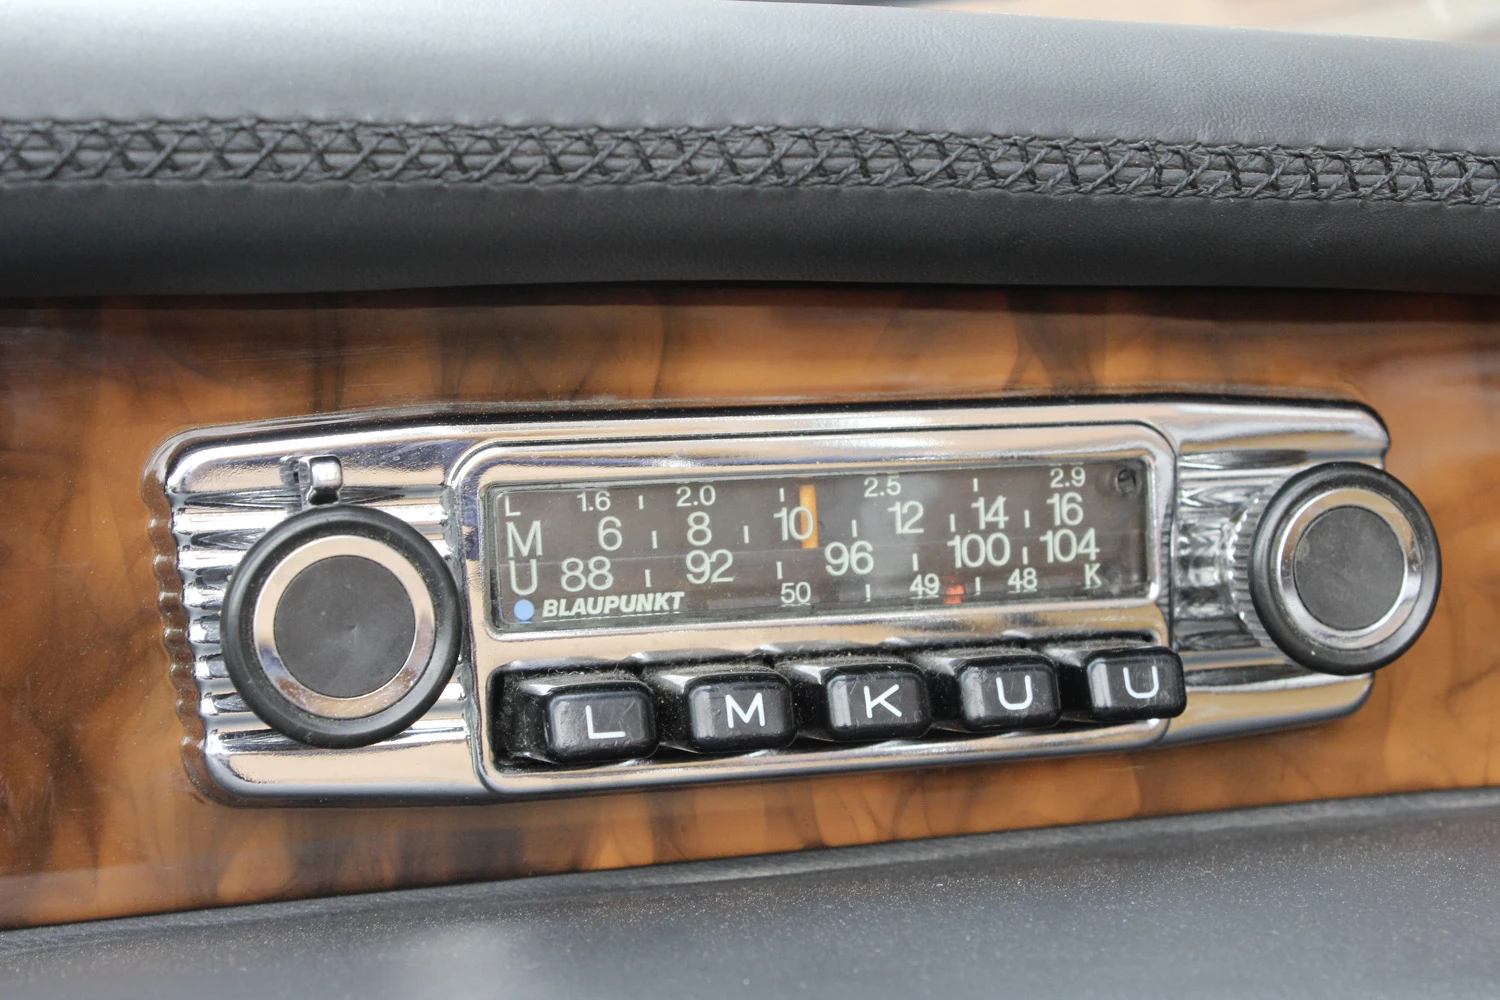 L 1.6 2.0 2.5 2.9
M 6 8 10 12 14 16
U 88 92 96 100 104
BLAUPUNKT 50 49 48 K
L M K U U